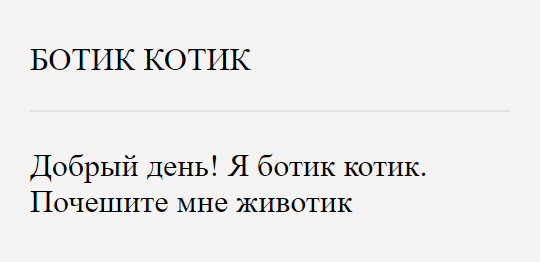 БОТИК КОТИК
Добрый день! Я ботик котик.
Почешите мне животик